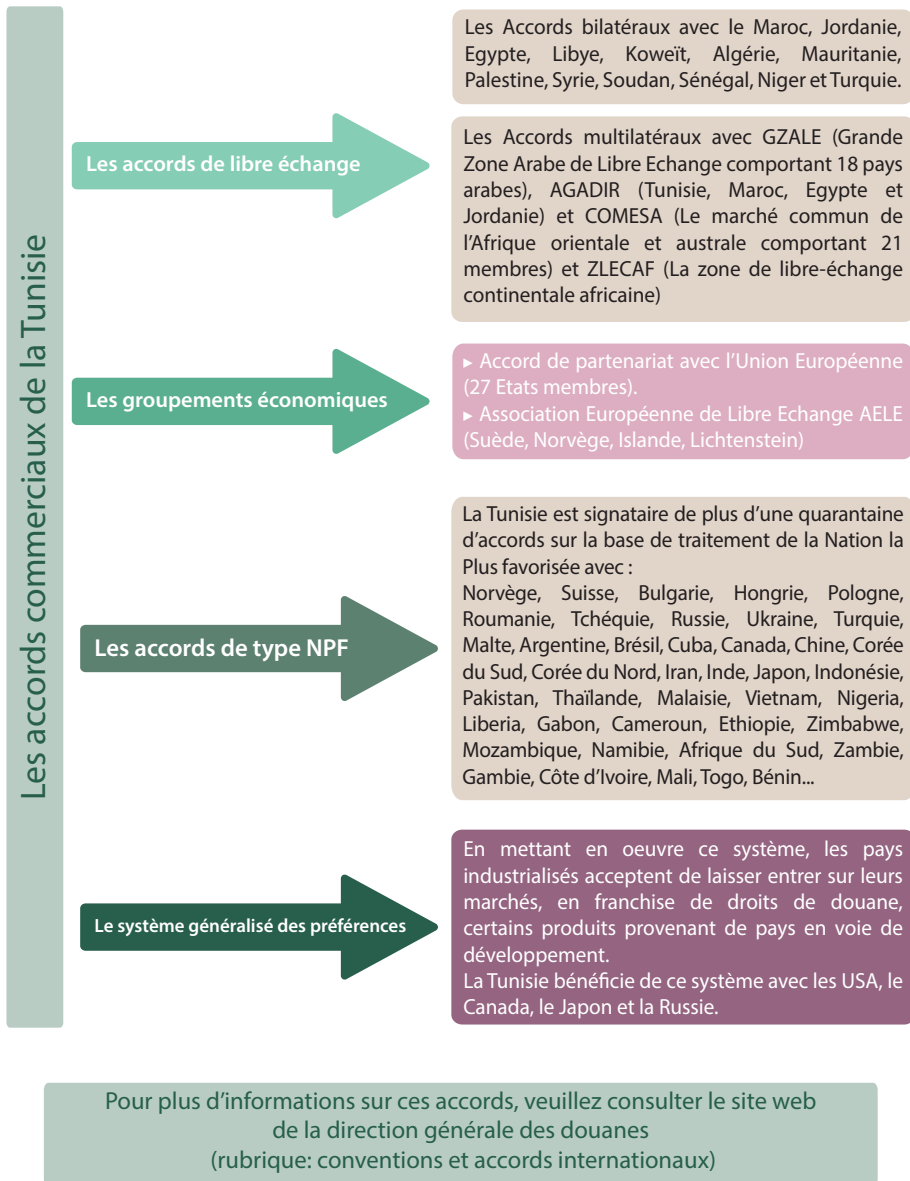 Les accords commerciaux de la Tunisie
Les accords de libre échange
Les Accords bilatéraux avec le Maroc, Jordanie,
Egypte, Libye, Koweït, Algérie, Mauritanie,
Palestine, Syrie, Soudan, Sénégal, Niger et Turquie.
Les Accords multilatéraux avec GZALE (Grande
Zone Arabe de Libre Echange comportant 18 pays
arabes), AGADIR (Tunisie, Maroc, Egypte et
Jordanie) et COMESA (Le marché commun de
l'Afrique orientale et australe comportant 21
membres) et ZLECAF (La zone de libre-échange
continentale africaine)
Les groupements économiques
▸ Accord de partenariat avec l'Union Européenne
(27 Etats membres).
▸ Association Européenne de Libre Echange AELE
(Suède, Norvège, Islande, Lichtenstein)
Les accords de type NPF
La Tunisie est signataire de plus d'une quarantaine
d'accords sur la base de traitement de la Nation la
Plus favorisée avec :
Norvège, Suisse, Bulgarie, Hongrie, Pologne,
Roumanie, Tchéquie, Russie, Ukraine, Turquie,
Malte, Argentine, Brésil, Cuba, Canada, Chine, Corée
du Sud, Corée du Nord, Iran, Inde, Japon, Indonésie,
Pakistan, Thaïlande, Malaisie, Vietnam, Nigeria,
Liberia, Gabon, Cameroun, Ethiopie, Zimbabwe,
Mozambique, Namibie, Afrique du Sud, Zambie,
Gambie, Côte d'Ivoire, Mali, Togo, Bénin...
Le système généralisé des préférences
En mettant en oeuvre ce système, les pays
industrialisés acceptent de laisser entrer sur leurs
marchés, en franchise de droits de douane,
certains produits provenant de pays en voie de
développement.
La Tunisie bénéficie de ce système avec les USA, le
Canada, le Japon et la Russie.
Pour plus d'informations sur ces accords, veuillez consulter le site web
de la direction générale des douanes
(rubrique: conventions et accords internationaux)